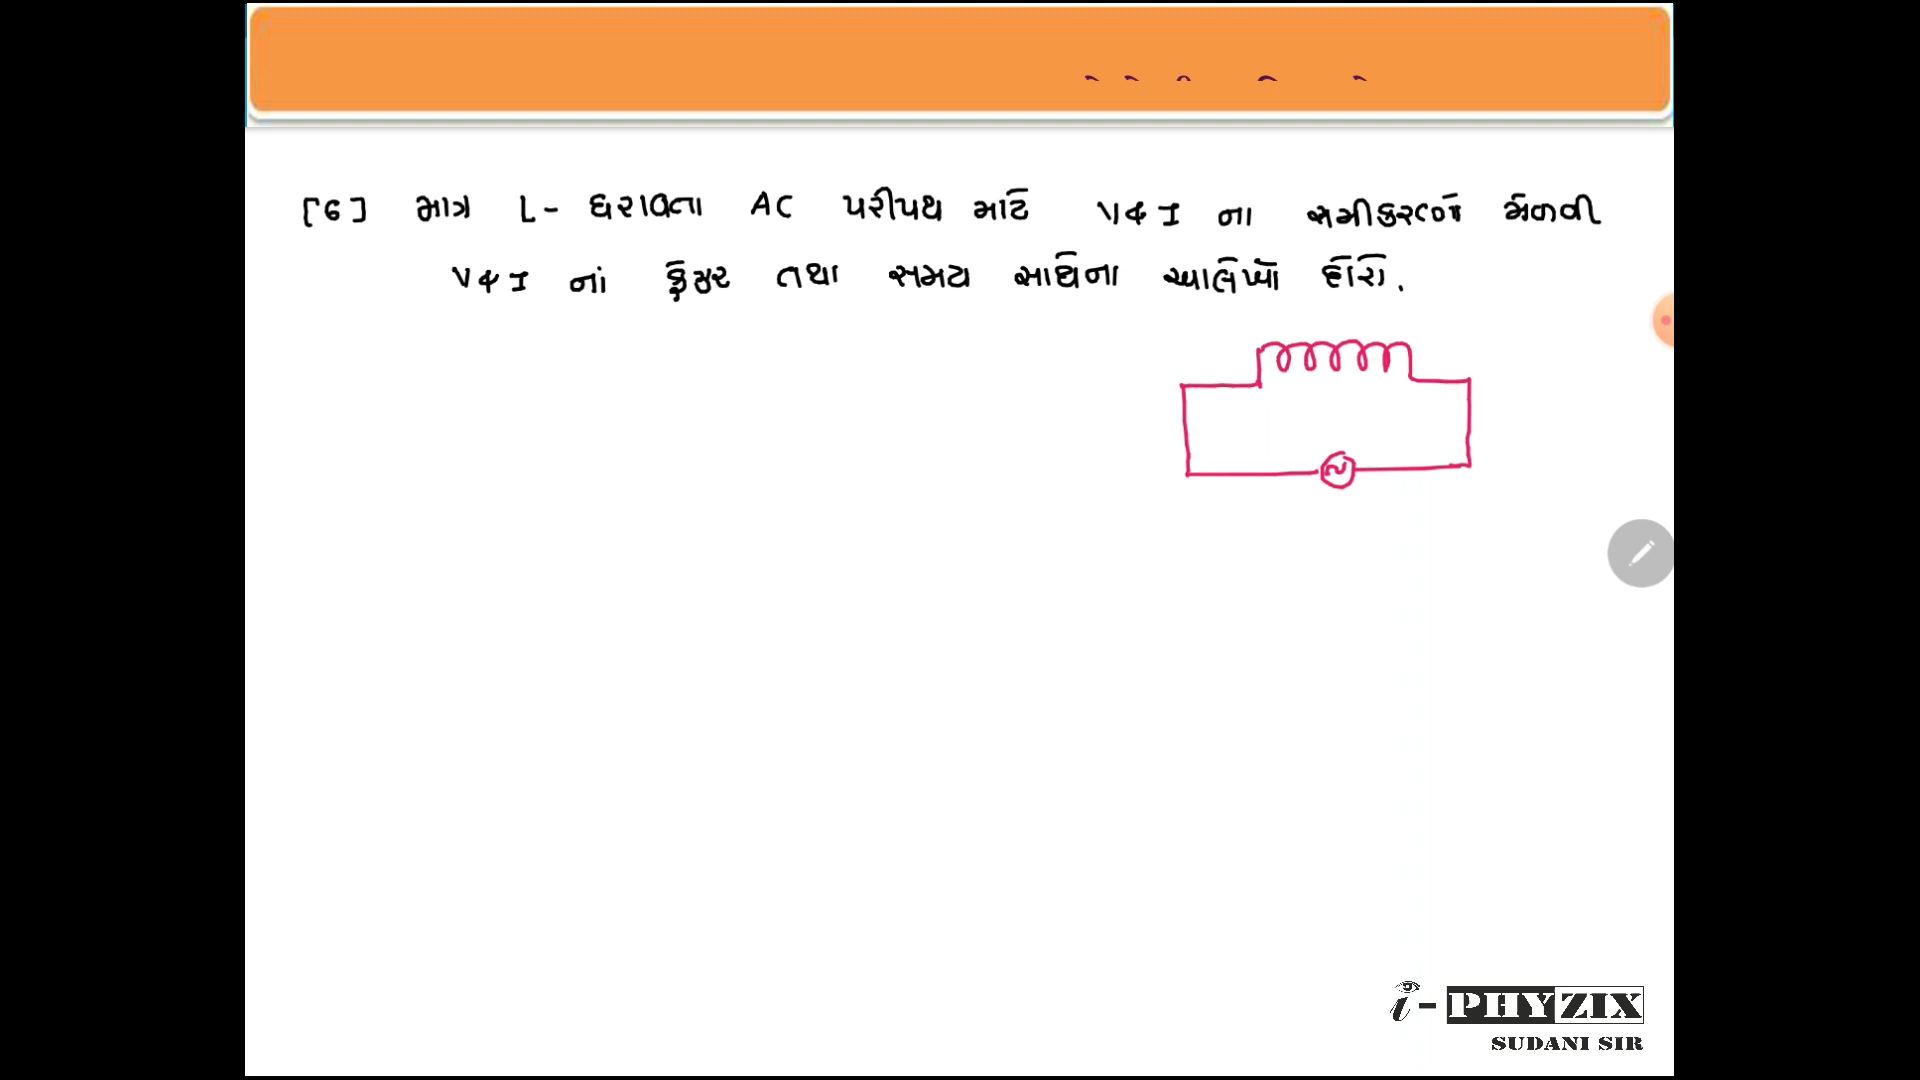 [6] માત્ર L- ધરાવતા AC પરીપથ માટે V & I ના સમીકરણો મેળવી
V & I નાં ફેઝર તથા સમય સાથેના આલેખો દોરો.
i-PHYZIX
SUDANI SIR